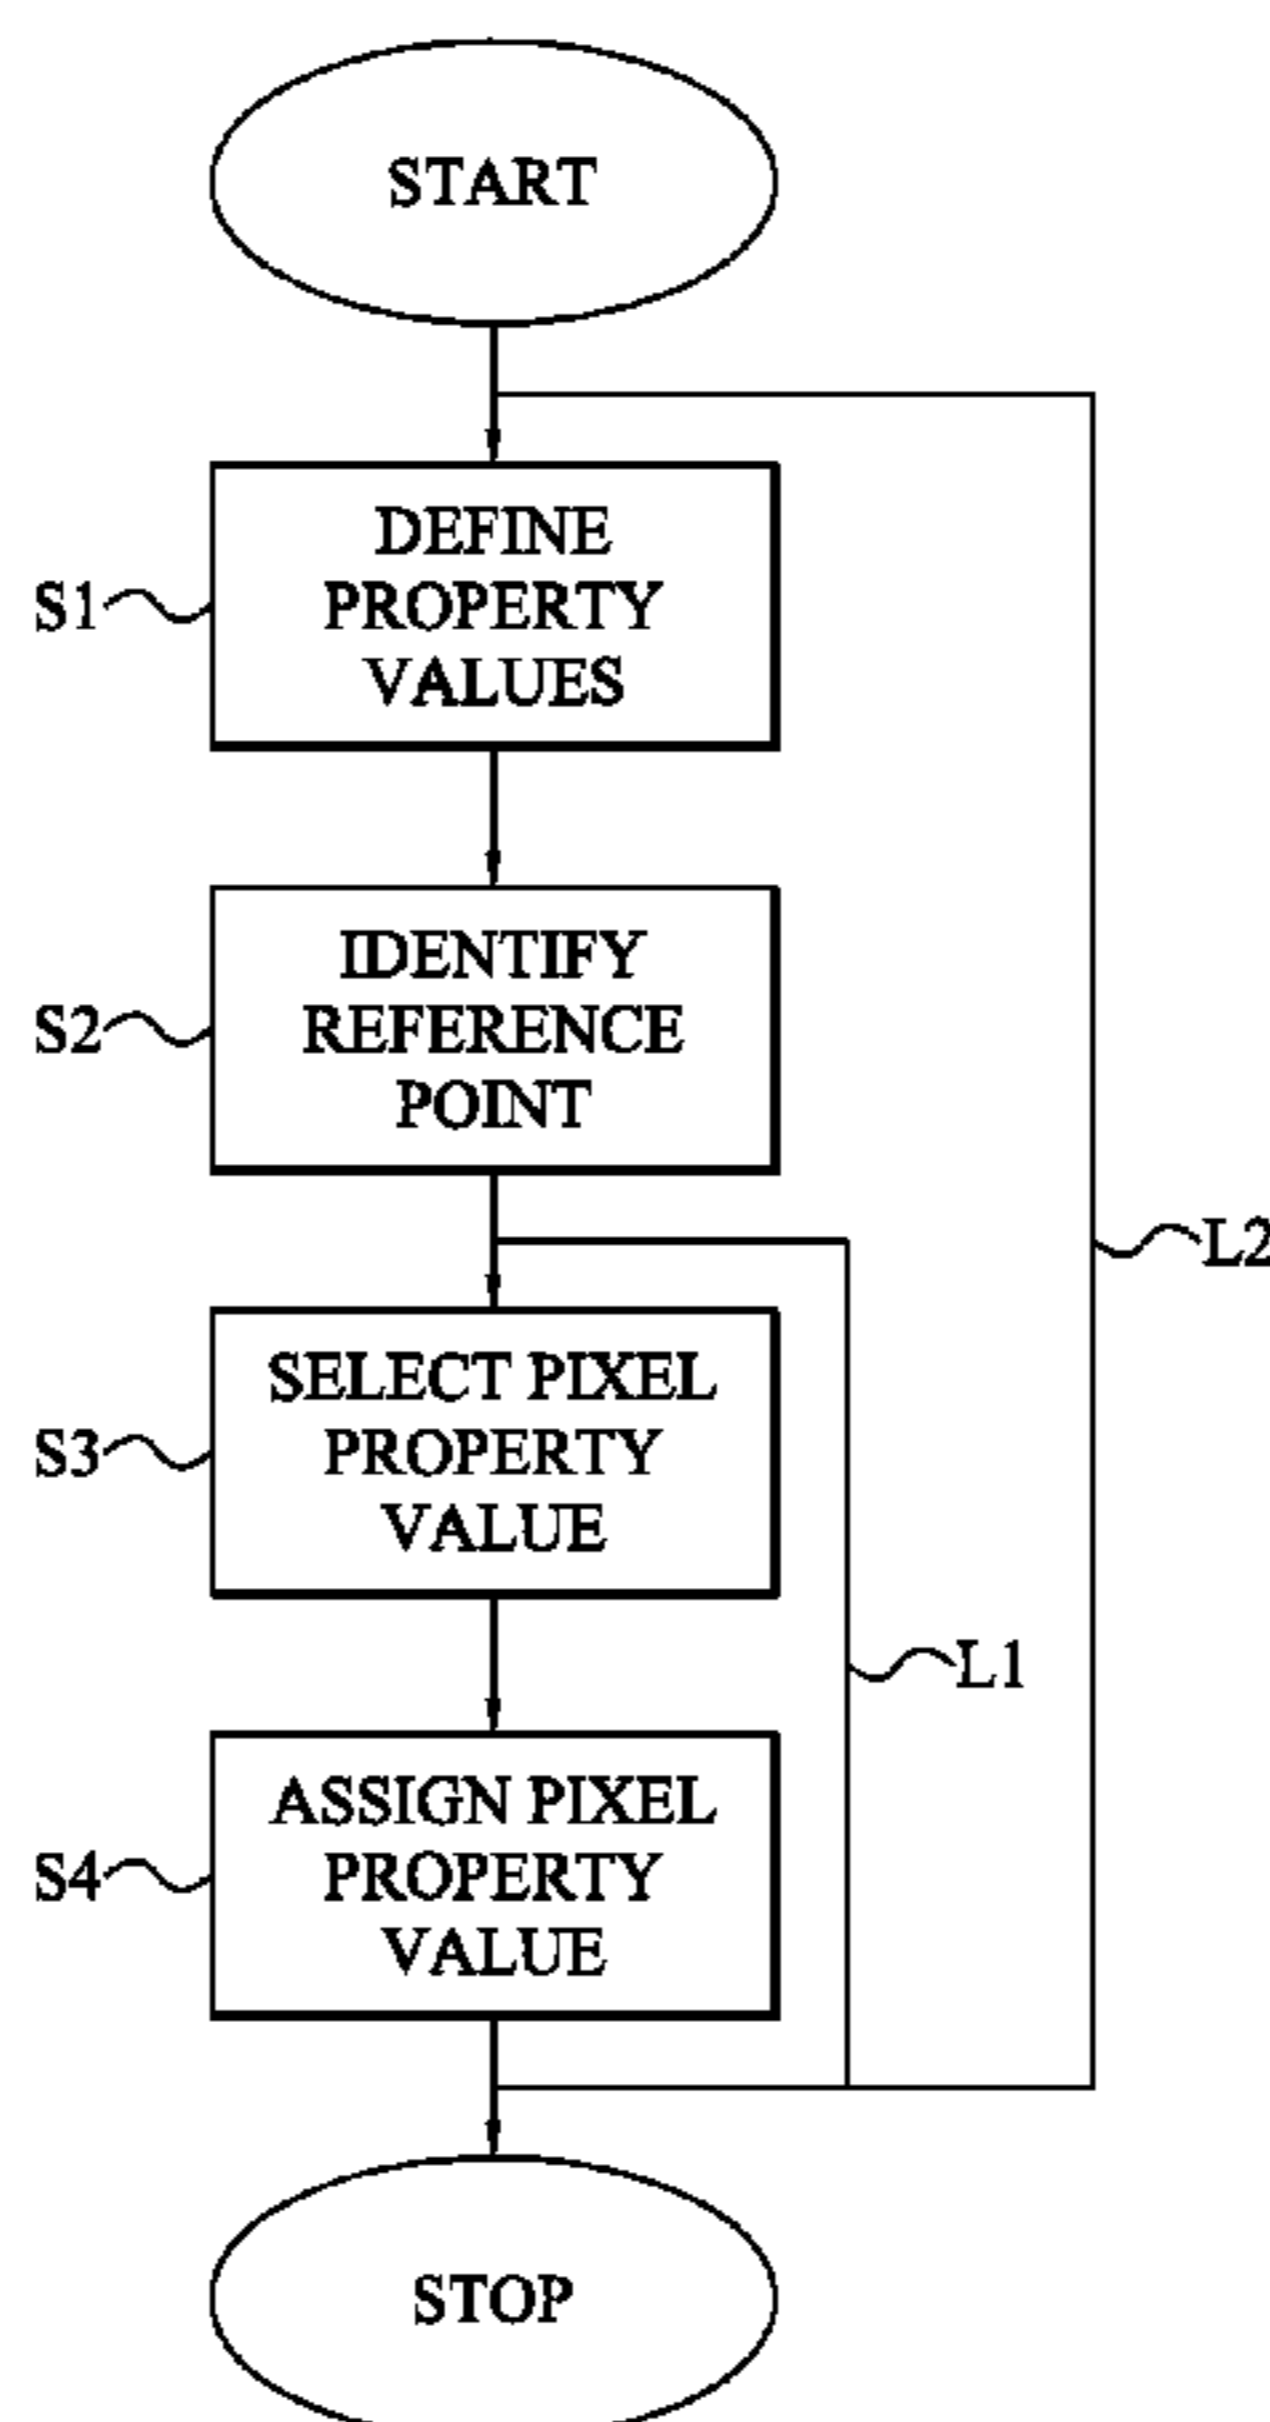 START
DEFINE
PROPERTY
VALUES
S1
IDENTIFY
REFERENCE
POINT
S2
L2
SELECT PIXEL
PROPERTY
VALUE
S3
L1
ASSIGN PIXEL
PROPERTY
VALUE
S4
STOP